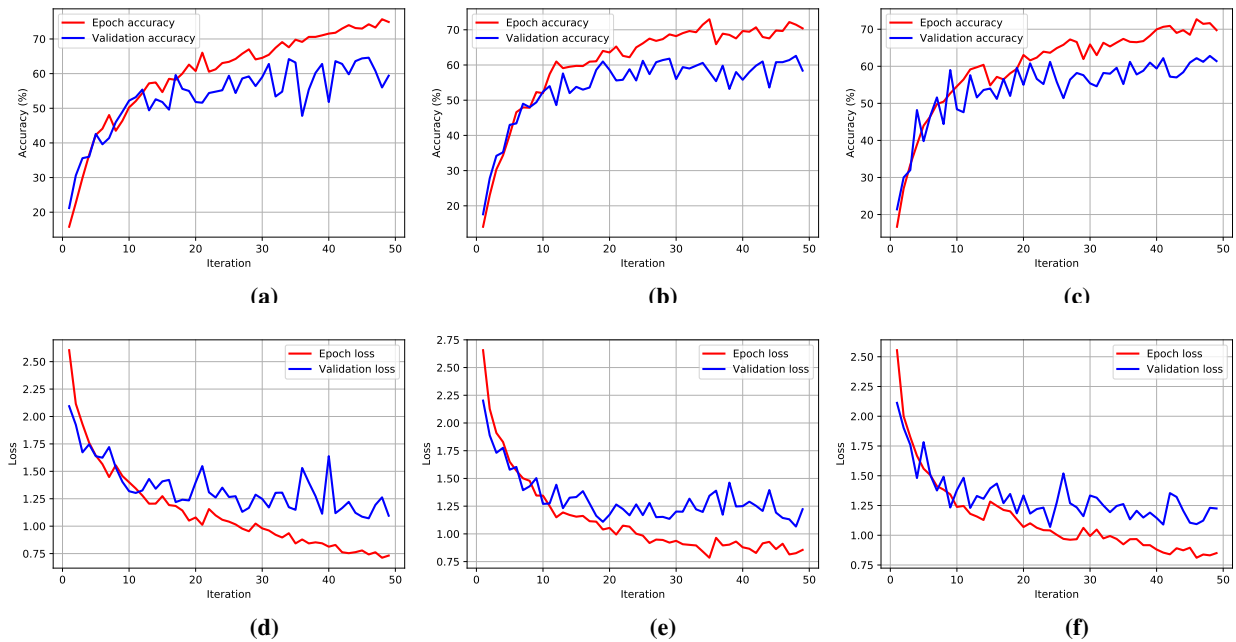 Epoch accuracy
Validation accuracy
Accuracy (%)
70
60
50
40
30
20
0 10 20 30 40 50
Iteration
(a)
Epoch accuracy
Validation accuracy
Accuracy (%)
70
60
50
40
30
20
0 10 20 30 40 50
Iteration
(b)
Epoch accuracy
Validation accuracy
Accuracy (%)
70
60
50
40
30
20
0 10 20 30 40 50
Iteration
(c)
Epoch loss
Validation loss
Loss
2.50
2.25
2.00
1.75
1.50
1.25
1.00
0.75
0 10 20 30 40 50
Iteration
(d)
Epoch loss
Validation loss
Loss
2.75
2.50
2.25
2.00
1.75
1.50
1.25
1.00
0.75
0 10 20 30 40 50
Iteration
(e)
Epoch loss
Validation loss
Loss
2.50
2.25
2.00
1.75
1.50
1.25
1.00
0.75
0 10 20 30 40 50
Iteration
(f)